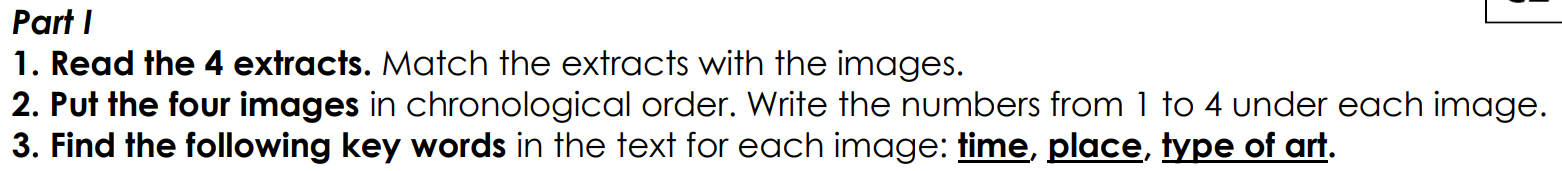 Part I
1. Read the 4 extracts. Match the extracts with the images.
2. Put the four images in chronological order. Write the numbers from 1 to 4 under each image.
3. Find the following key words in the text for each image: time, place, type of art.